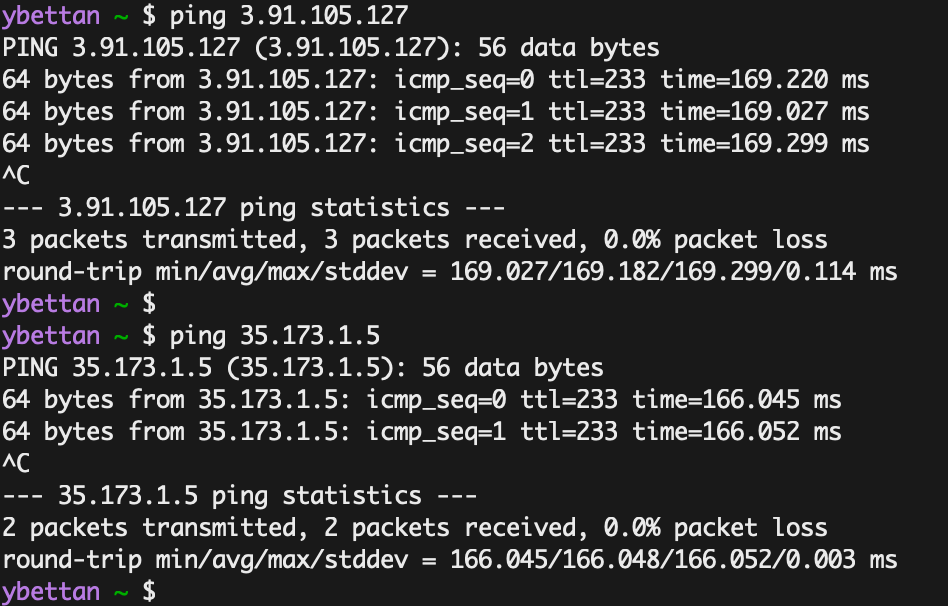 ybettan ~ $ ping 3.91.105.127
PING 3.91.105.127 (3.91.105.127): 56 data bytes
64 bytes from 3.91.105.127: icmp_seq=0 ttl=233 time=169.220 ms
64 bytes from 3.91.105.127: icmp_seq=1 ttl=233 time=169.027 ms
64 bytes from 3.91.105.127: icmp_seq=2 ttl=233 time=169.299 ms
^C
--- 3.91.105.127 ping statistics ---
3 packets transmitted, 3 packets received, 0.0% packet loss
round-trip min/avg/max/stddev = 169.027/169.182/169.299/0.114 ms
ybettan ~ $
ybettan ~ $ ping 35.173.1.5
PING 35.173.1.5 (35.173.1.5): 56 data bytes
64 bytes from 35.173.1.5: icmp_seq=0 ttl=233 time=166.045 ms
64 bytes from 35.173.1.5: icmp_seq=1 ttl=233 time=166.052 ms
^C
--- 35.173.1.5 ping statistics ---
2 packets transmitted, 2 packets received, 0.0% packet loss
round-trip min/avg/max/stddev = 166.045/166.048/166.052/0.003 ms
ybettan ~ $